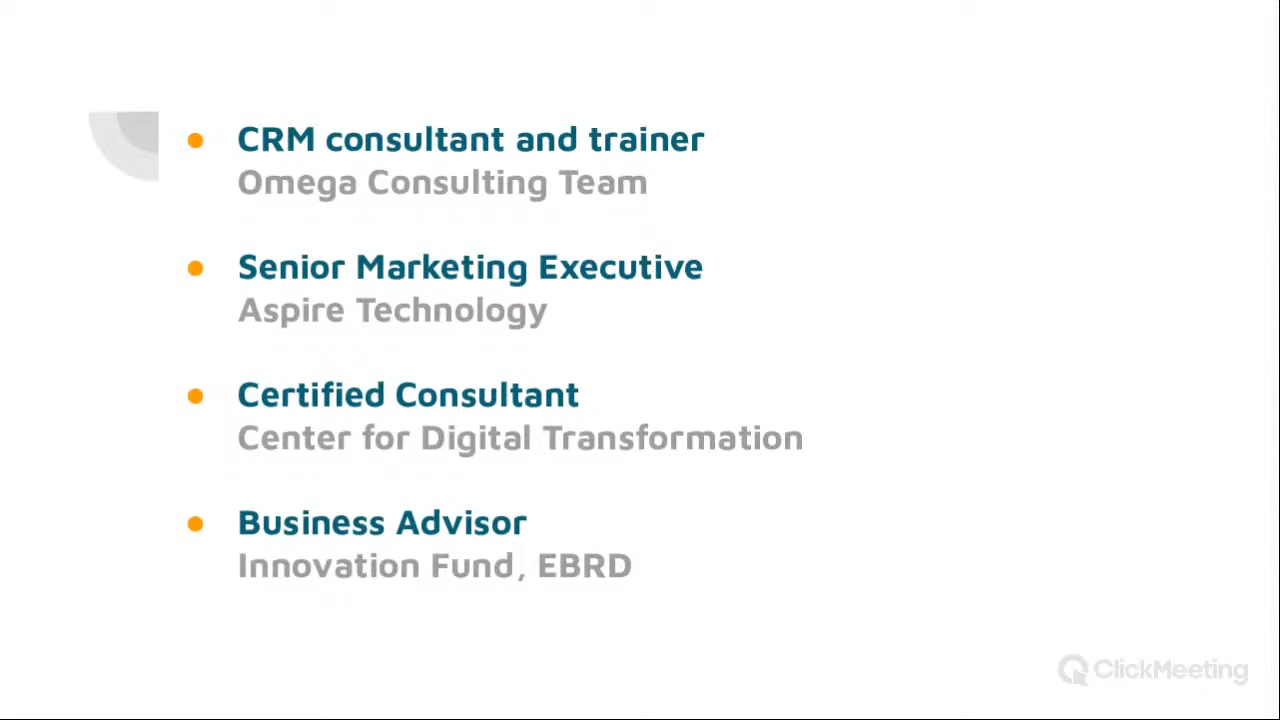 CRM consultant and trainer
Omega Consulting Team
Senior Marketing Executive
Aspire Technology
Certified Consultant
Center for Digital Transformation
Business Advisor
Innovation Fund, EBRD
ClickMeeting